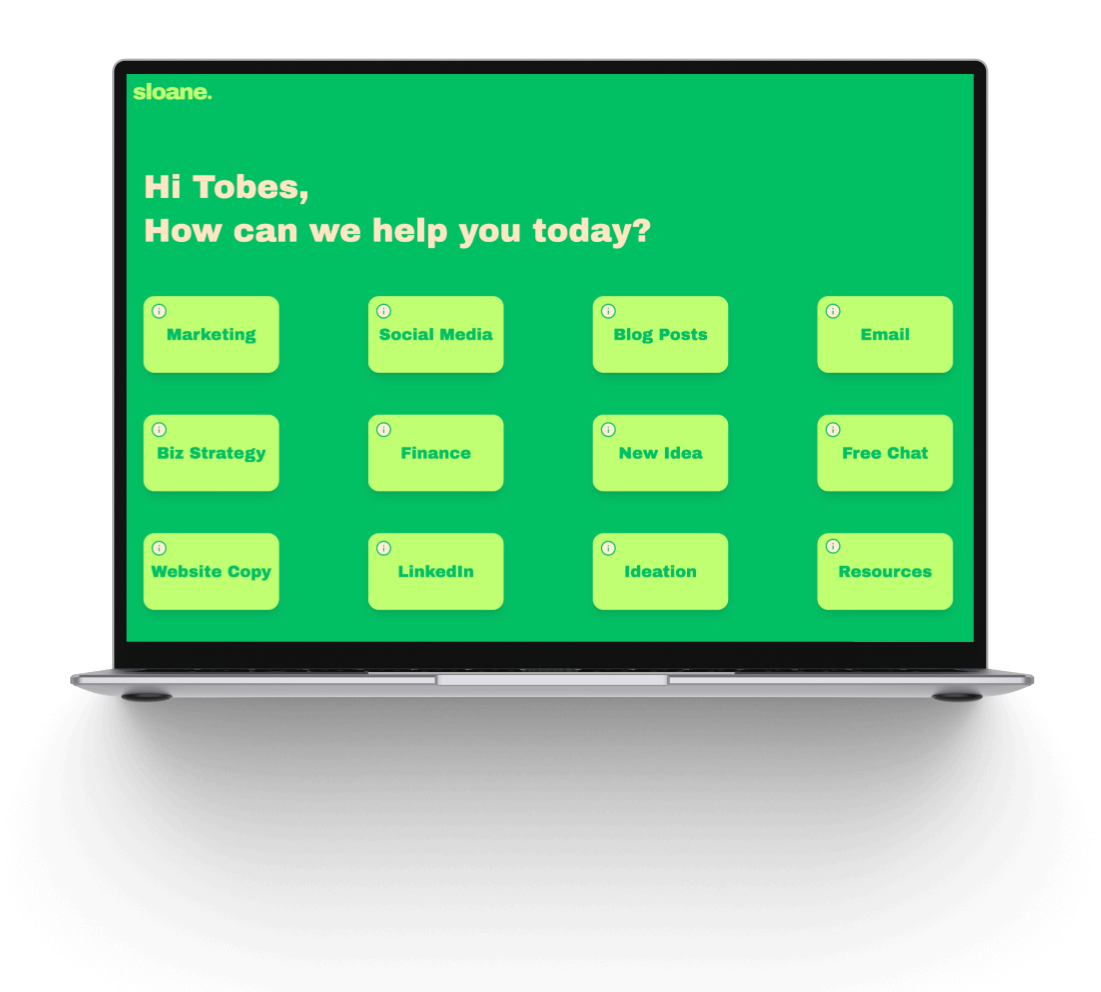 sloane.
Hi Tobes,
How can we help you today?
Marketing
Social Media
Blog Posts
Email
Biz Strategy
Finance
New Idea
Free Chat
Website Copy
LinkedIn
Ideation
Resources